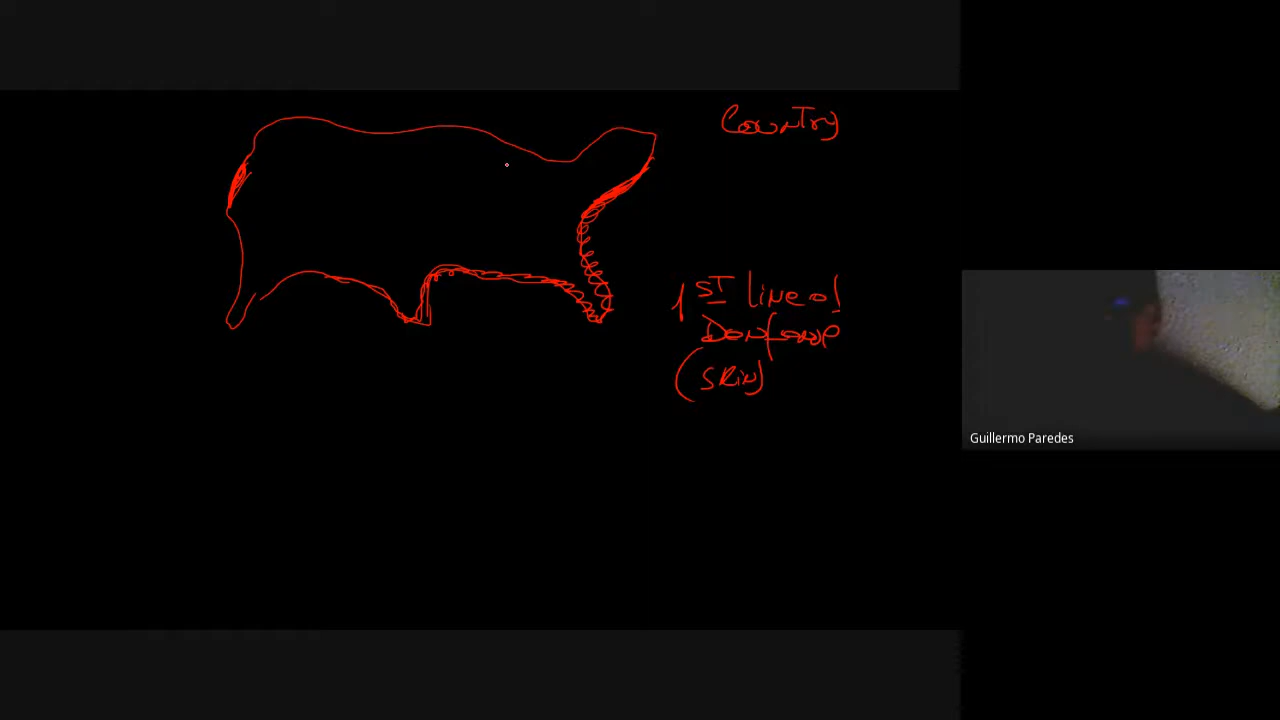 Country
1ST line of
Defense
(Skin)
Guillermo Paredes